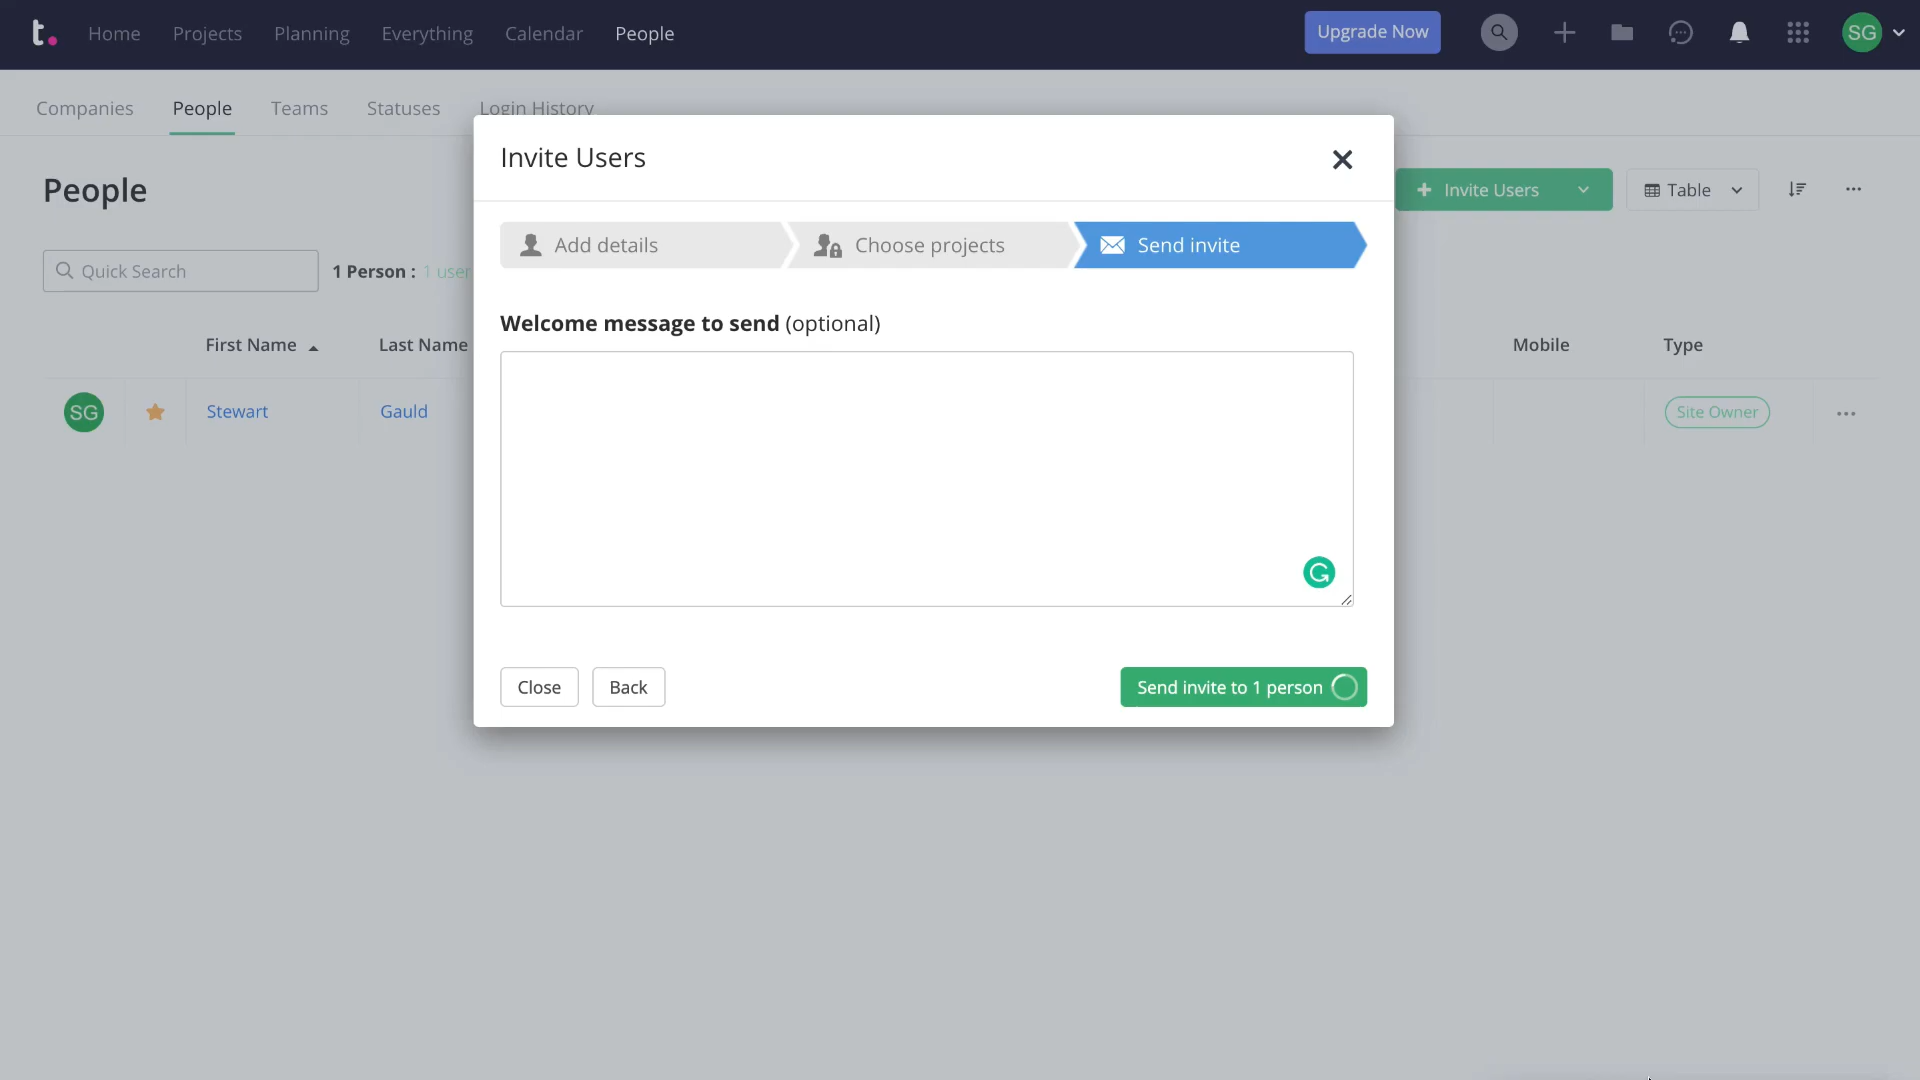 t.
Home
Projects
Planning
Everything
Calendar
People
Upgrade Now
SG
Companies
People
Teams
Statuses
Login History
People
Invite Users
Table
Quick Search
1 Person : 1 user
First Name
Last Name
Mobile
Type
SG
Stewart
Gauld
Site Owner
Invite Users
Add details
Choose projects
Send invite
Welcome message to send (optional)
Close
Back
Send invite to 1 person